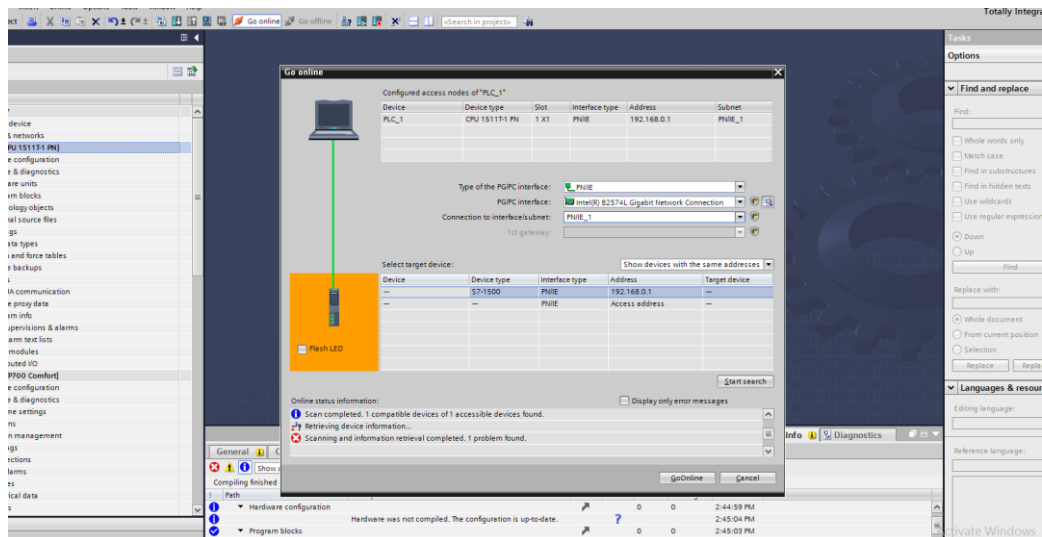 Totally Integra
Go online
Go offline
<Search in project>
Tasks
Options
Find and replace
Find:
Whole words only
Match case
Find in substructures
Find in hidden texts
Use wildcards
Use regular expression
Down
Up
Find
Replace with:
Whole document
From current position
Selection
Replace
Repla
Languages & resour
Editing language:
Reference language:
device
& networks
PU 1511T-1 PN]
e configuration
e & diagnostics
are units
am blocks
ology objects
nal source files
gs
ata types
and force tables
e backups
s
A communication
e proxy data
am info
upervisions & alarms
arm text lists
modules
outed I/O
P700 Comfort]
e configuration
e & diagnostics
me settings
ns
n management
ags
ections
larms
es
ical data
s
Go online
Configured access nodes of "PLC_1"
Device Device type Slot Interface type Address Subnet
PLC_1 CPU 1511T-1 PN 1 X1 PN/IE 192.168.0.1 PN/IE_1
Type of the PG/PC interface: PN/IE
PG/PC interface: Intel(R) 82574L Gigabit Network Connection
Connection to interface/subnet: PN/IE_1
1st gateway:
Select target device: Show devices with the same addresses
Device Device type Interface type Address Target device
— S7-1500 PN/IE 192.168.0.1 —
— — PN/IE Access address —
Flash LED
Start search
Online status information: Display only error messages
Scan completed. 1 compatible devices of 1 accessible devices found.
Retrieving device information...
Scanning and information retrieval completed. 1 problem found.
GoOnline Cancel
Info Diagnostics
General
Show a
Compiling finished
! Path
Hardware configuration 0 0 2:44:59 PM
Hardware was not compiled. The configuration is up-to-date. ? 2:45:04 PM
Program blocks 0 0 2:45:03 PM
ctivate Windows